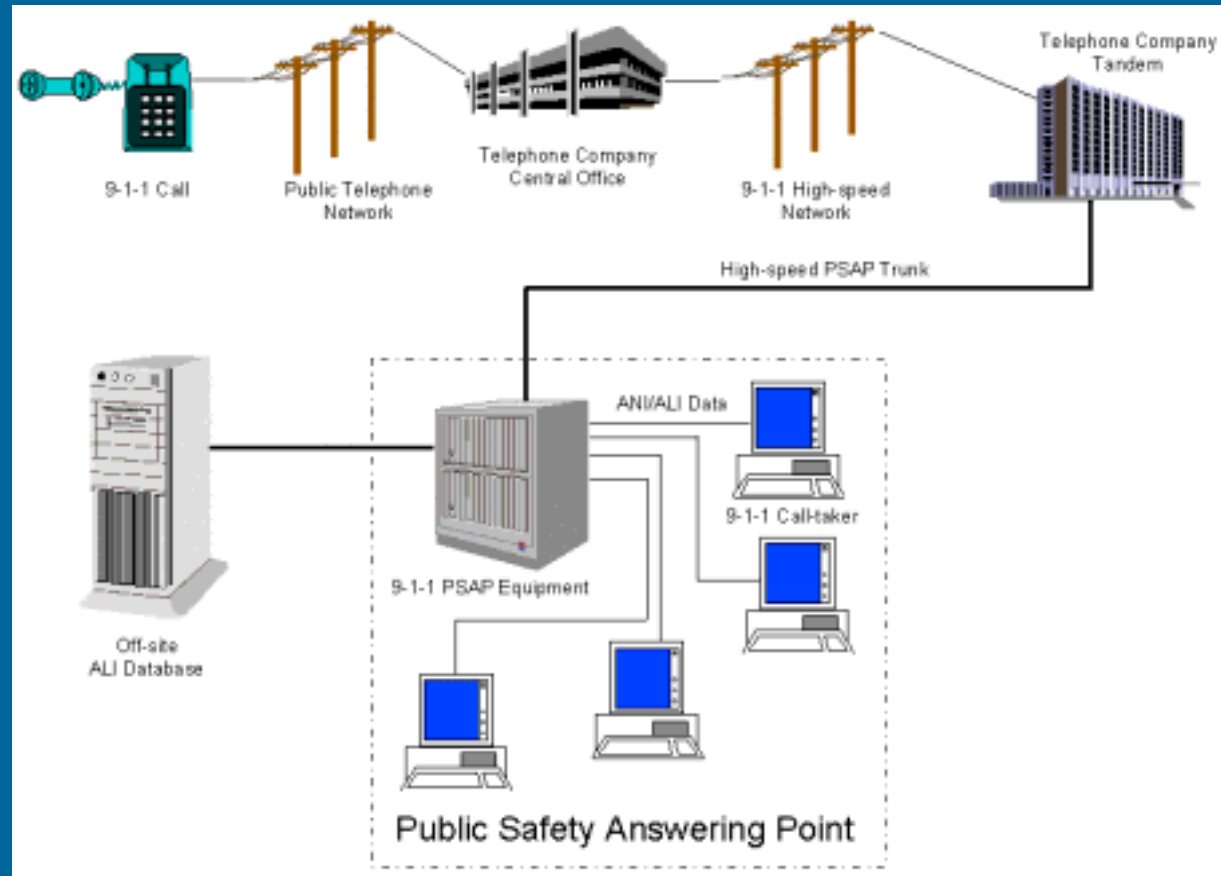 Telephone Company
Tandem
9-1-1 Call
Public Telephone
Network
Telephone Company
Central Office
9-1-1 High-speed
Network
High-speed PSAP Trunk
ANI/ALI Data
9-1-1 Call-taker
9-1-1 PSAP Equipment
Off-site
ALI Database
Public Safety Answering Point